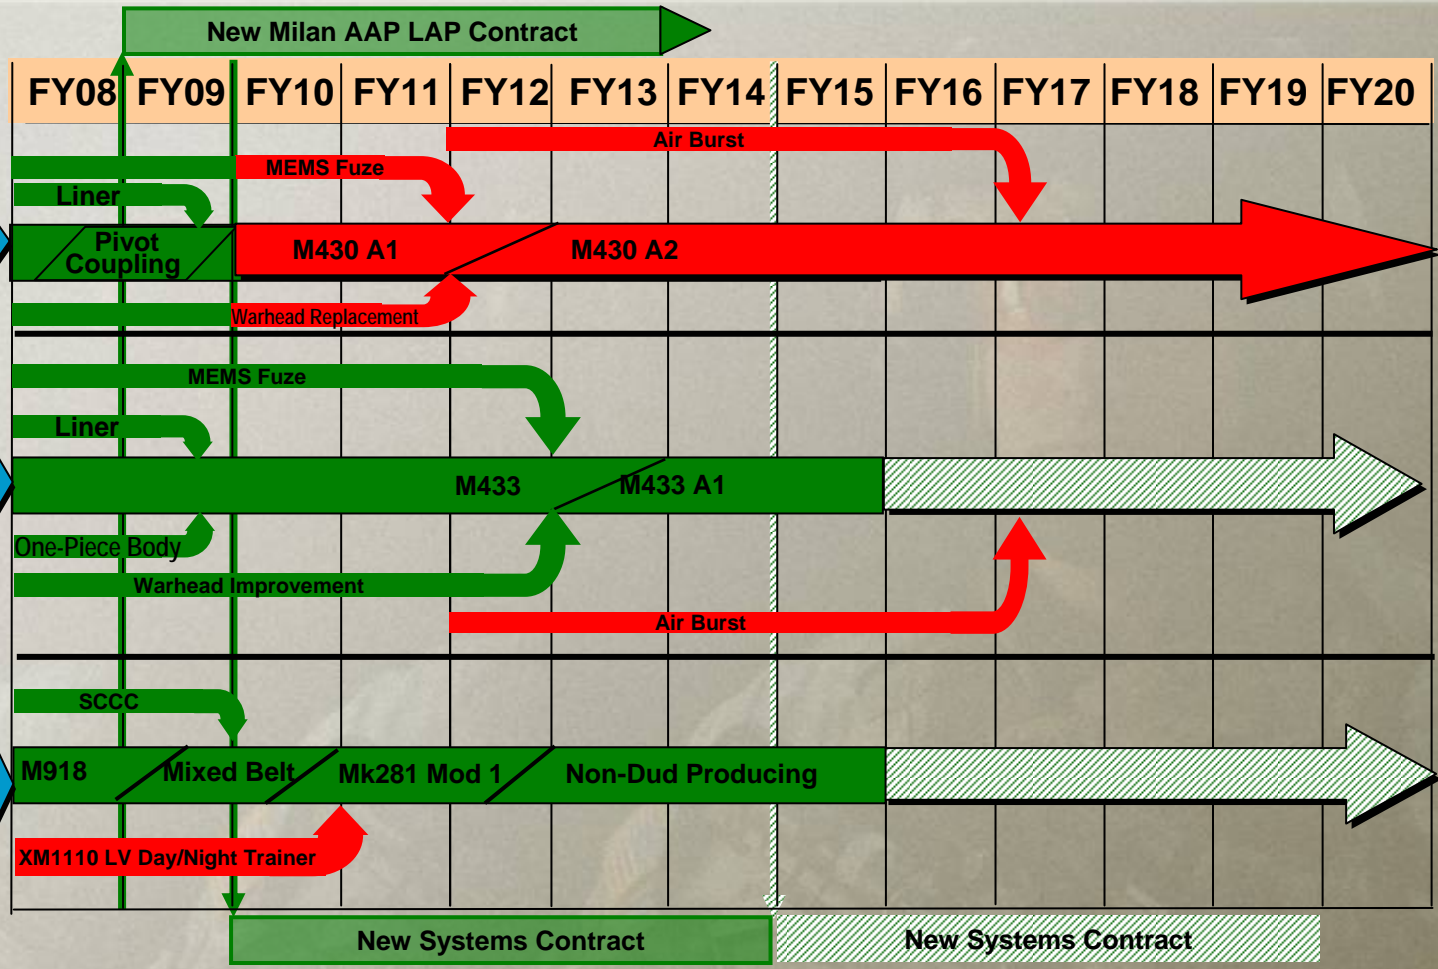 New Milan AAP LAP Contract
FY08 FY09 FY10 FY11 FY12 FY13 FY14 FY15 FY16 FY17 FY18 FY19 FY20
Air Burst
MEMS Fuze
Liner
Pivot
Coupling
M430 A1
M430 A2
Warhead Replacement
MEMS Fuze
Liner
M433
M433 A1
One-Piece Body
Warhead Improvement
Air Burst
SCCC
M918
Mixed Belt
Mk281 Mod 1
Non-Dud Producing
XM1110 LV Day/Night Trainer
New Systems Contract
New Systems Contract